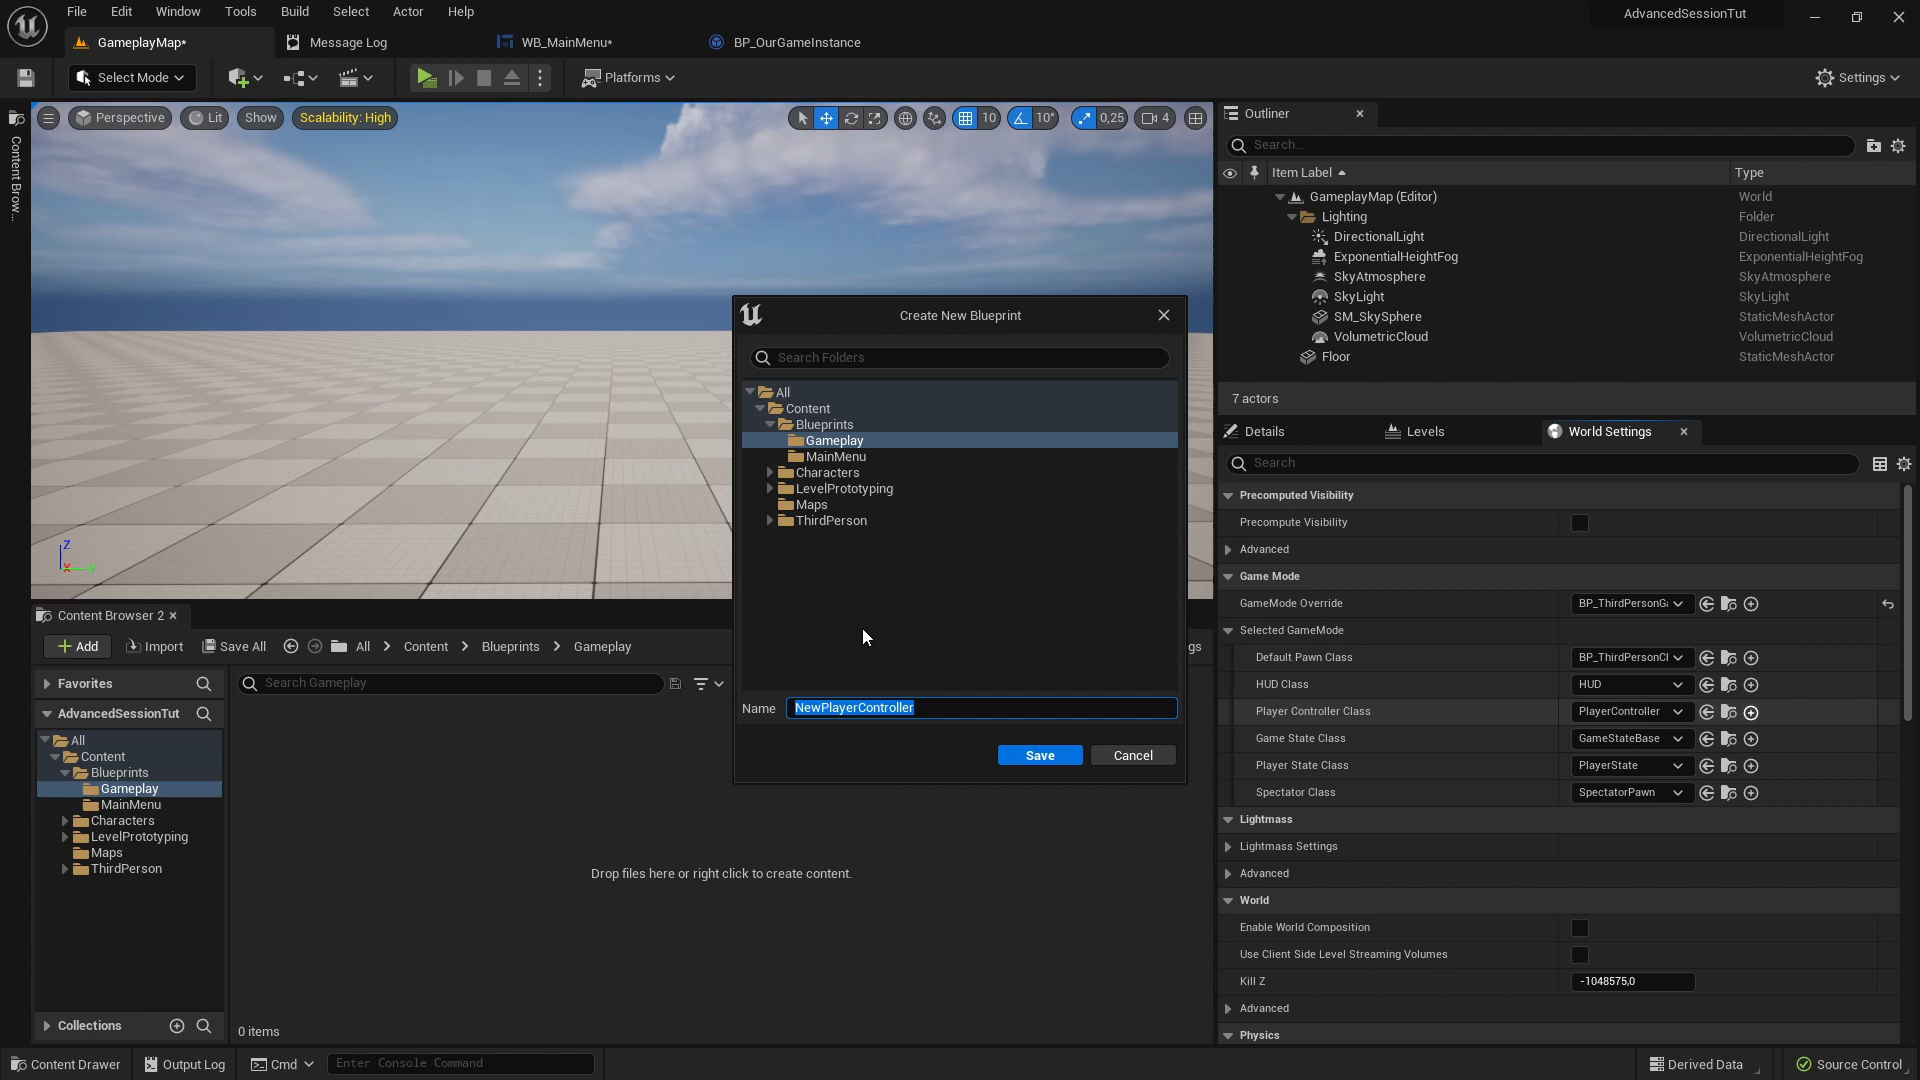 File Edit Window Tools Build Select Actor Help
AdvancedSessionTut
GameplayMap* Message Log WB_MainMenu* BP_OurGameInstance
Select Mode Platforms Settings
Content Brow...
Perspective Lit Show Scalability: High 10 10° 0,25 4
Z
X Y
Outliner
Search...
Item Label Type
GameplayMap (Editor) World
Lighting Folder
DirectionalLight DirectionalLight
ExponentialHeightFog ExponentialHeightFog
SkyAtmosphere SkyAtmosphere
SkyLight SkyLight
SM_SkySphere StaticMeshActor
VolumetricCloud VolumetricCloud
Floor StaticMeshActor
7 actors
Create New Blueprint
Search Folders
All
Content
Blueprints
Gameplay
MainMenu
Characters
LevelPrototyping
Maps
ThirdPerson
Name NewPlayerController
Save Cancel
Details Levels World Settings
Search
Precomputed Visibility
Precompute Visibility
Advanced
Game Mode
GameMode Override BP_ThirdPersonGa
Selected GameMode
Default Pawn Class BP_ThirdPersonCl
HUD Class HUD
Player Controller Class PlayerController
Game State Class GameStateBase
Player State Class PlayerState
Spectator Class SpectatorPawn
Lightmass
Lightmass Settings
Advanced
World
Enable World Composition
Use Client Side Level Streaming Volumes
Kill Z -1048575,0
Advanced
Physics
Content Browser 2
Add Import Save All All Content Blueprints Gameplay gs
Favorites Search Gameplay
AdvancedSessionTut
All
Content
Blueprints
Gameplay
MainMenu
Characters
LevelPrototyping
Maps
ThirdPerson
Drop files here or right click to create content.
Collections 0 items
Content Drawer Output Log Cmd Enter Console Command Derived Data Source Control